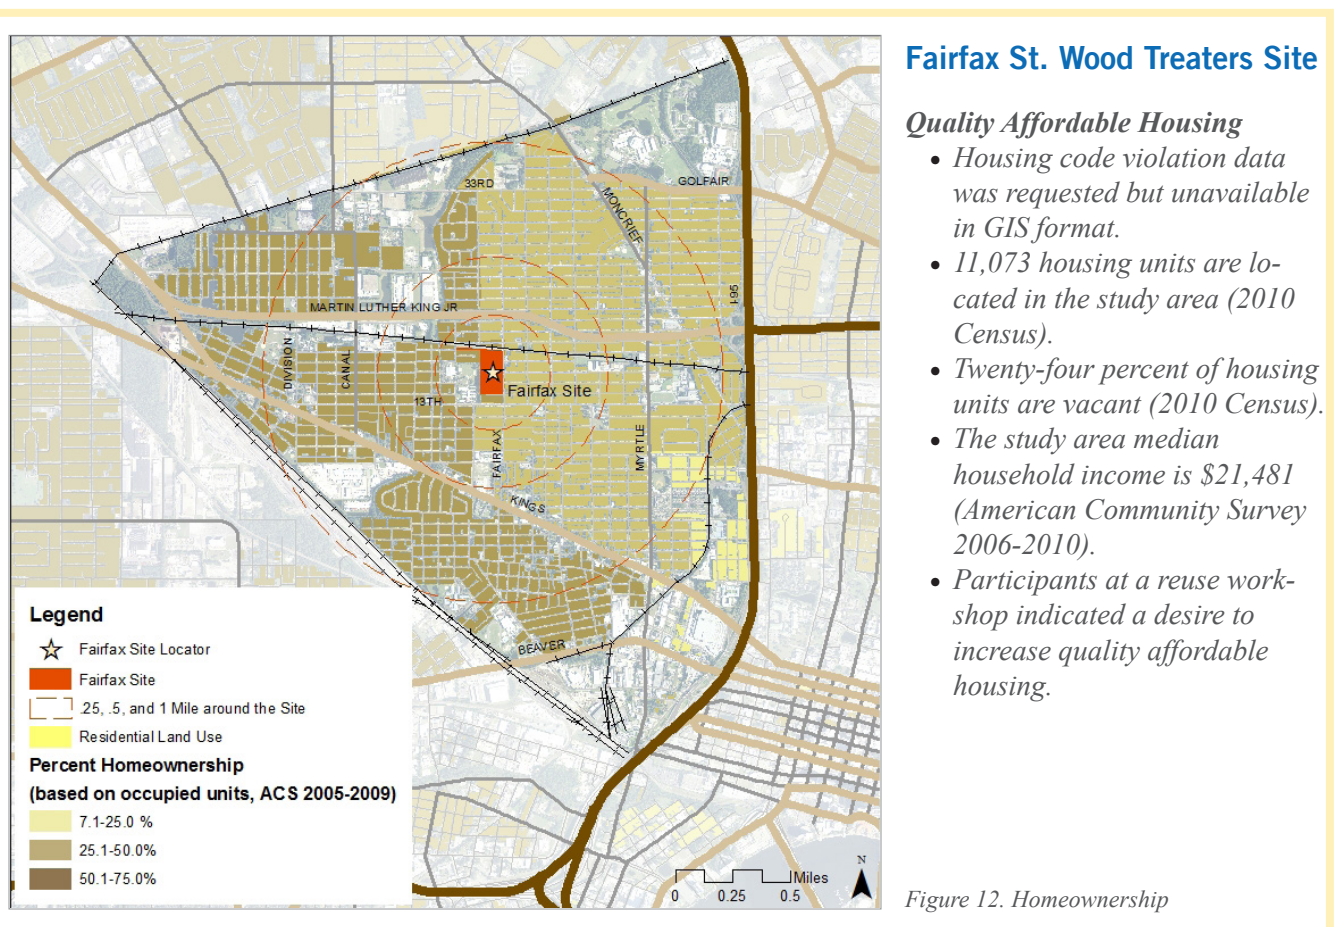 Fairfax St. Wood Treaters Site
Quality Affordable Housing
• Housing code violation data
was requested but unavailable
in GIS format.
• 11,073 housing units are lo-
cated in the study area (2010
Census).
• Twenty-four percent of housing
units are vacant (2010 Census).
• The study area median
household income is $21,481
(American Community Survey
2006-2010).
• Participants at a reuse work-
shop indicated a desire to
increase quality affordable
housing.
Figure 12. Homeownership
33RD
GOLFAIR
MONCRIEF
I-95
MARTIN LUTHER KING JR
DIVISION
CANAL
13TH
Fairfax Site
FAIRFAX
MYRTLE
KINGS
BEAVER
Legend
Fairfax Site Locator
Fairfax Site
.25, .5, and 1 Mile around the Site
Residential Land Use
Percent Homeownership
(based on occupied units, ACS 2005-2009)
7.1-25.0 %
25.1-50.0%
50.1-75.0%
Miles
0 0.25 0.5
N